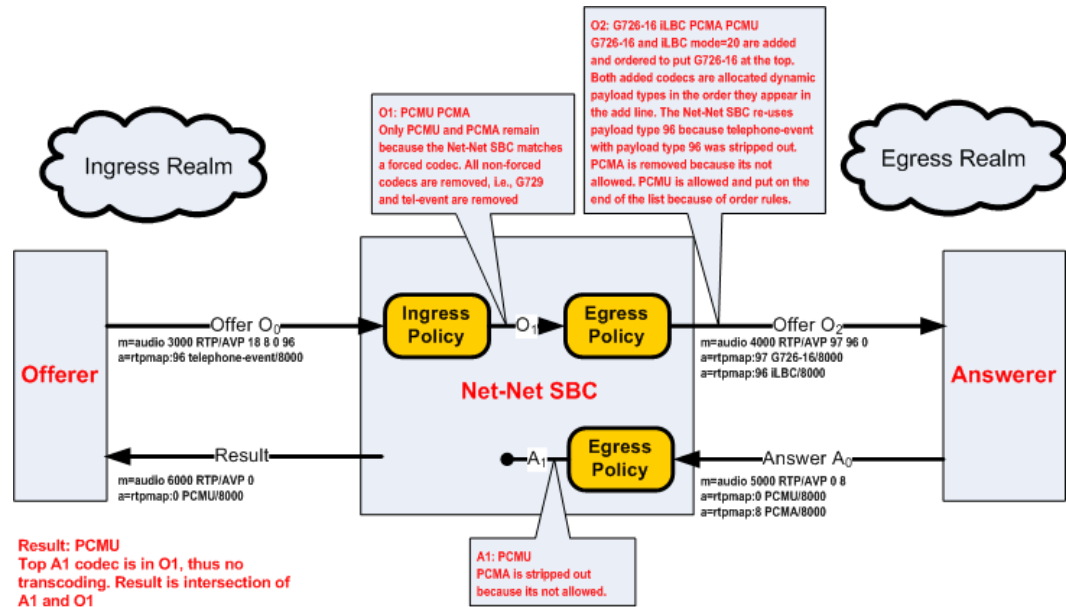 O2: G726-16 iLBC PCMA PCMU
G726-16 and iLBC mode=20 are added
and ordered to put G726-16 at the top.
Both added codecs are allocated dynamic
payload types in the order they appear in
the add line. The Net-Net SBC re-uses
payload type 96 because telephone-event
with payload type 96 was stripped out.
PCMA is removed because its not
allowed. PCMU is allowed and put on the
end of the list because of order rules.
O1: PCMU PCMA
Only PCMU and PCMA remain
because the Net-Net SBC matches
a forced codec. All non-forced
codecs are removed, i.e., G729
and tel-event are removed
Ingress Realm
Egress Realm
Offerer
Offer O0
m=audio 3000 RTP/AVP 18 8 0 96
a=rtpmap:96 telephone-event/8000
Ingress
Policy
O1
Egress
Policy
Offer O2
m=audio 4000 RTP/AVP 97 96 0
a=rtpmap:97 G726-16/8000
a=rtpmap:96 iLBC/8000
Answerer
Net-Net SBC
Result
m=audio 6000 RTP/AVP 0
a=rtpmap:0 PCMU/8000
A1
Egress
Policy
Answer A0
m=audio 5000 RTP/AVP 0 8
a=rtpmap:0 PCMU/8000
a=rtpmap:8 PCMA/8000
Result: PCMU
Top A1 codec is in O1, thus no
transcoding. Result is intersection of
A1 and O1
A1: PCMU
PCMA is stripped out
because its not allowed.